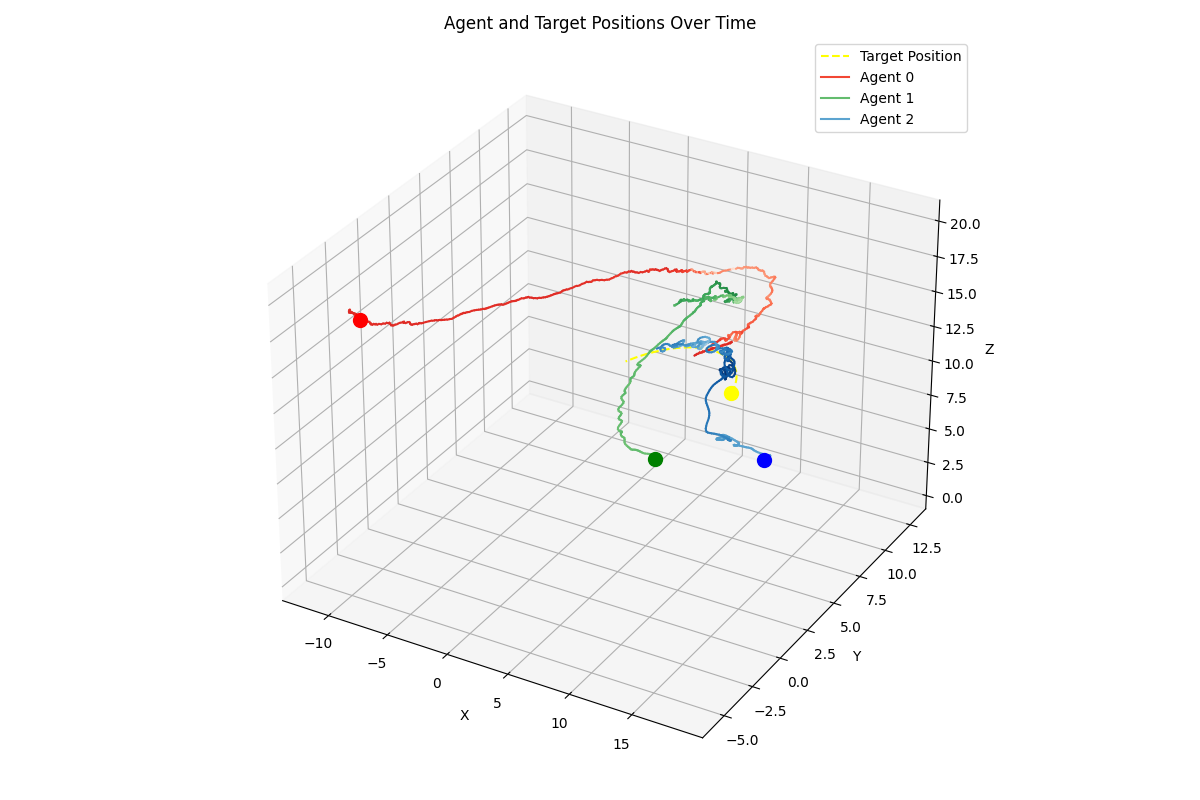 Agent and Target Positions Over Time
Target Position
Agent 0
Agent 1
Agent 2
20.0
17.5
15.0
12.5
10.0
7.5
5.0
2.5
0.0
Z
12.5
10.0
7.5
5.0
2.5
0.0
−2.5
−5.0
Y
−10
−5
0
5
10
15
X